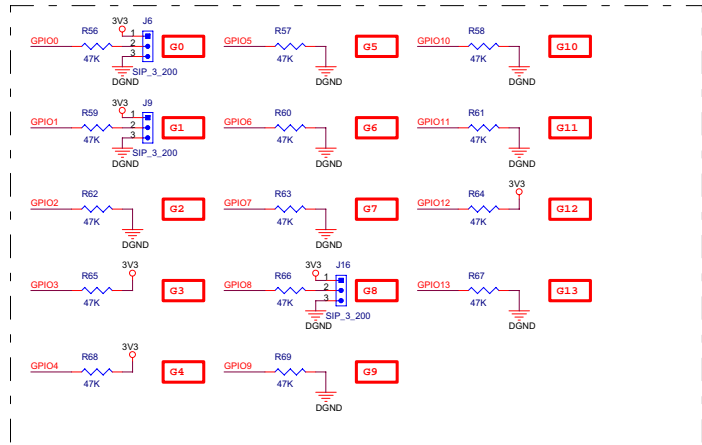 3V3 J6
R56 1 R57 R58
GPIO0 2 G0 GPIO5 G5 GPIO10 G10
47K 3 47K 47K
SIP_3_200
DGND DGND DGND
3V3 J9
R59 1 R60 R61
GPIO1 2 G1 GPIO6 G6 GPIO11 G11
47K 3 47K 47K
SIP_3_200
DGND DGND DGND
3V3
R62 R63 R64
GPIO2 G2 GPIO7 G7 GPIO12 G12
47K 47K 47K
DGND DGND
3V3 3V3 J16
R65 R66 1 R67
GPIO3 G3 GPIO8 2 G8 GPIO13 G13
47K 47K 3 47K
SIP_3_200
DGND DGND
3V3
R68 R69
GPIO4 G4 GPIO9 G9
47K 47K
DGND